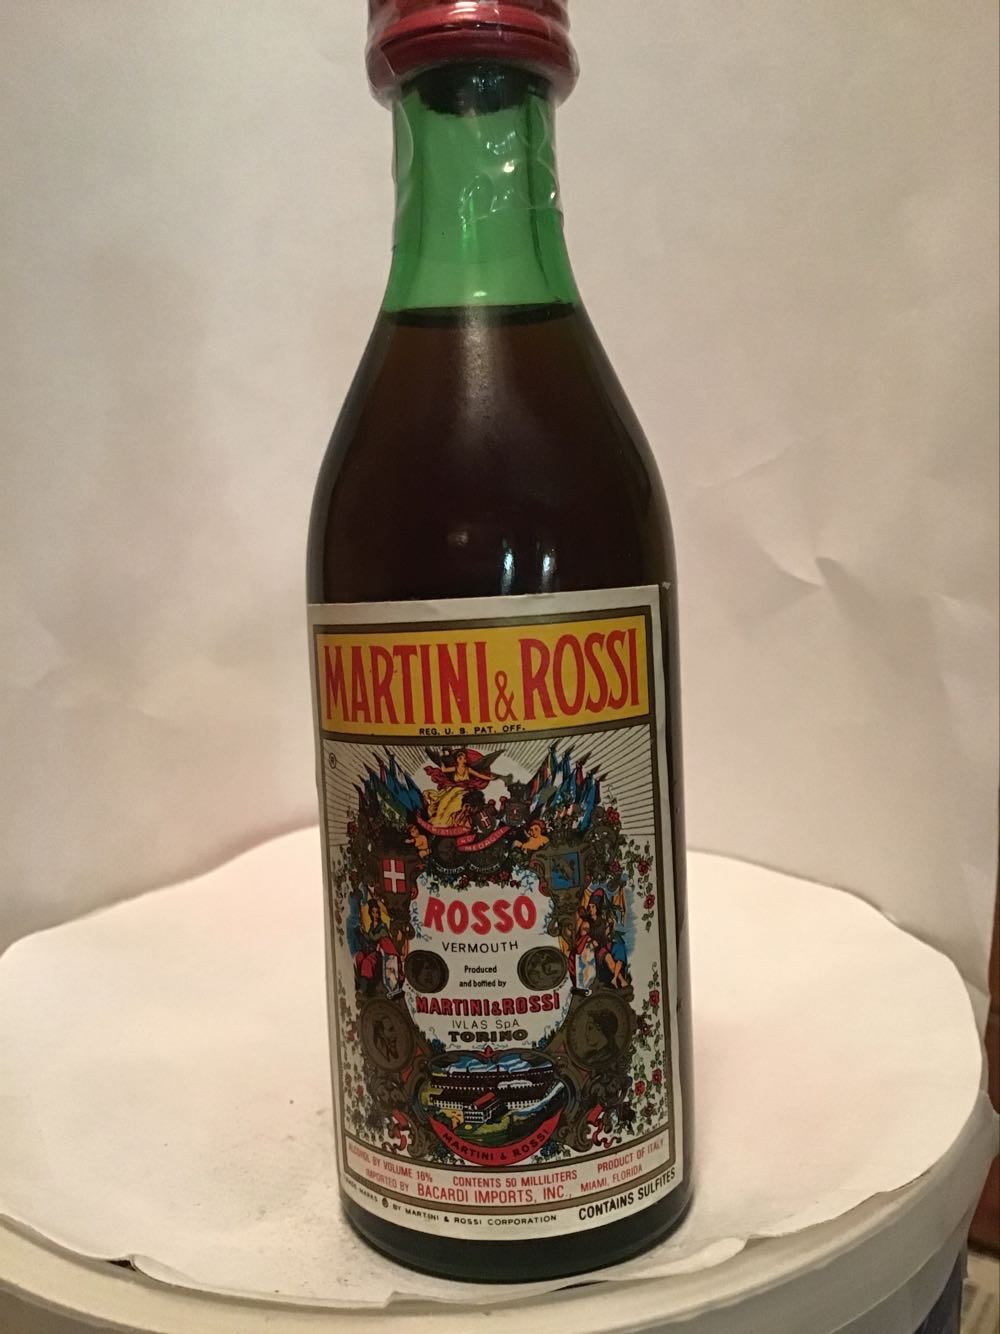 MARTINI & ROSSI
REG. U. S. PAT. OFF.
®
ROSSO
VERMOUTH
Produced
and bottled by
MARTINI & ROSSI
IVLAS SpA
TORINO
MARTINI & ROSSI
ALCOHOL BY VOLUME 16% CONTENTS 50 MILLILITERS PRODUCT OF ITALY
IMPORTED BY BACARDI IMPORTS, INC., MIAMI, FLORIDA
TRADE MARKS ® BY MARTINI & ROSSI CORPORATION CONTAINS SULFITES